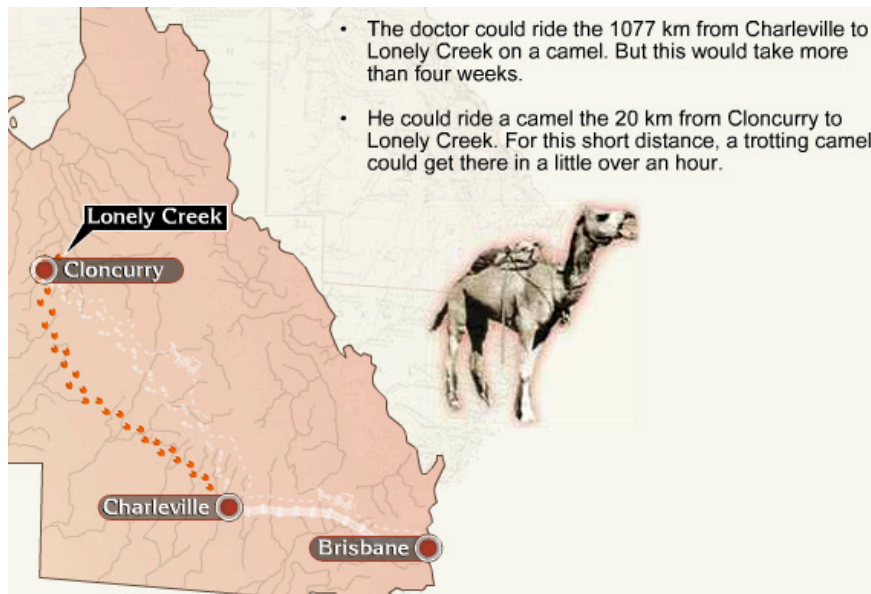 • The doctor could ride the 1077 km from Charleville to
Lonely Creek on a camel. But this would take more
than four weeks.
• He could ride a camel the 20 km from Cloncurry to
Lonely Creek. For this short distance, a trotting camel
could get there in a little over an hour.
Lonely Creek
Cloncurry
Charleville
Brisbane